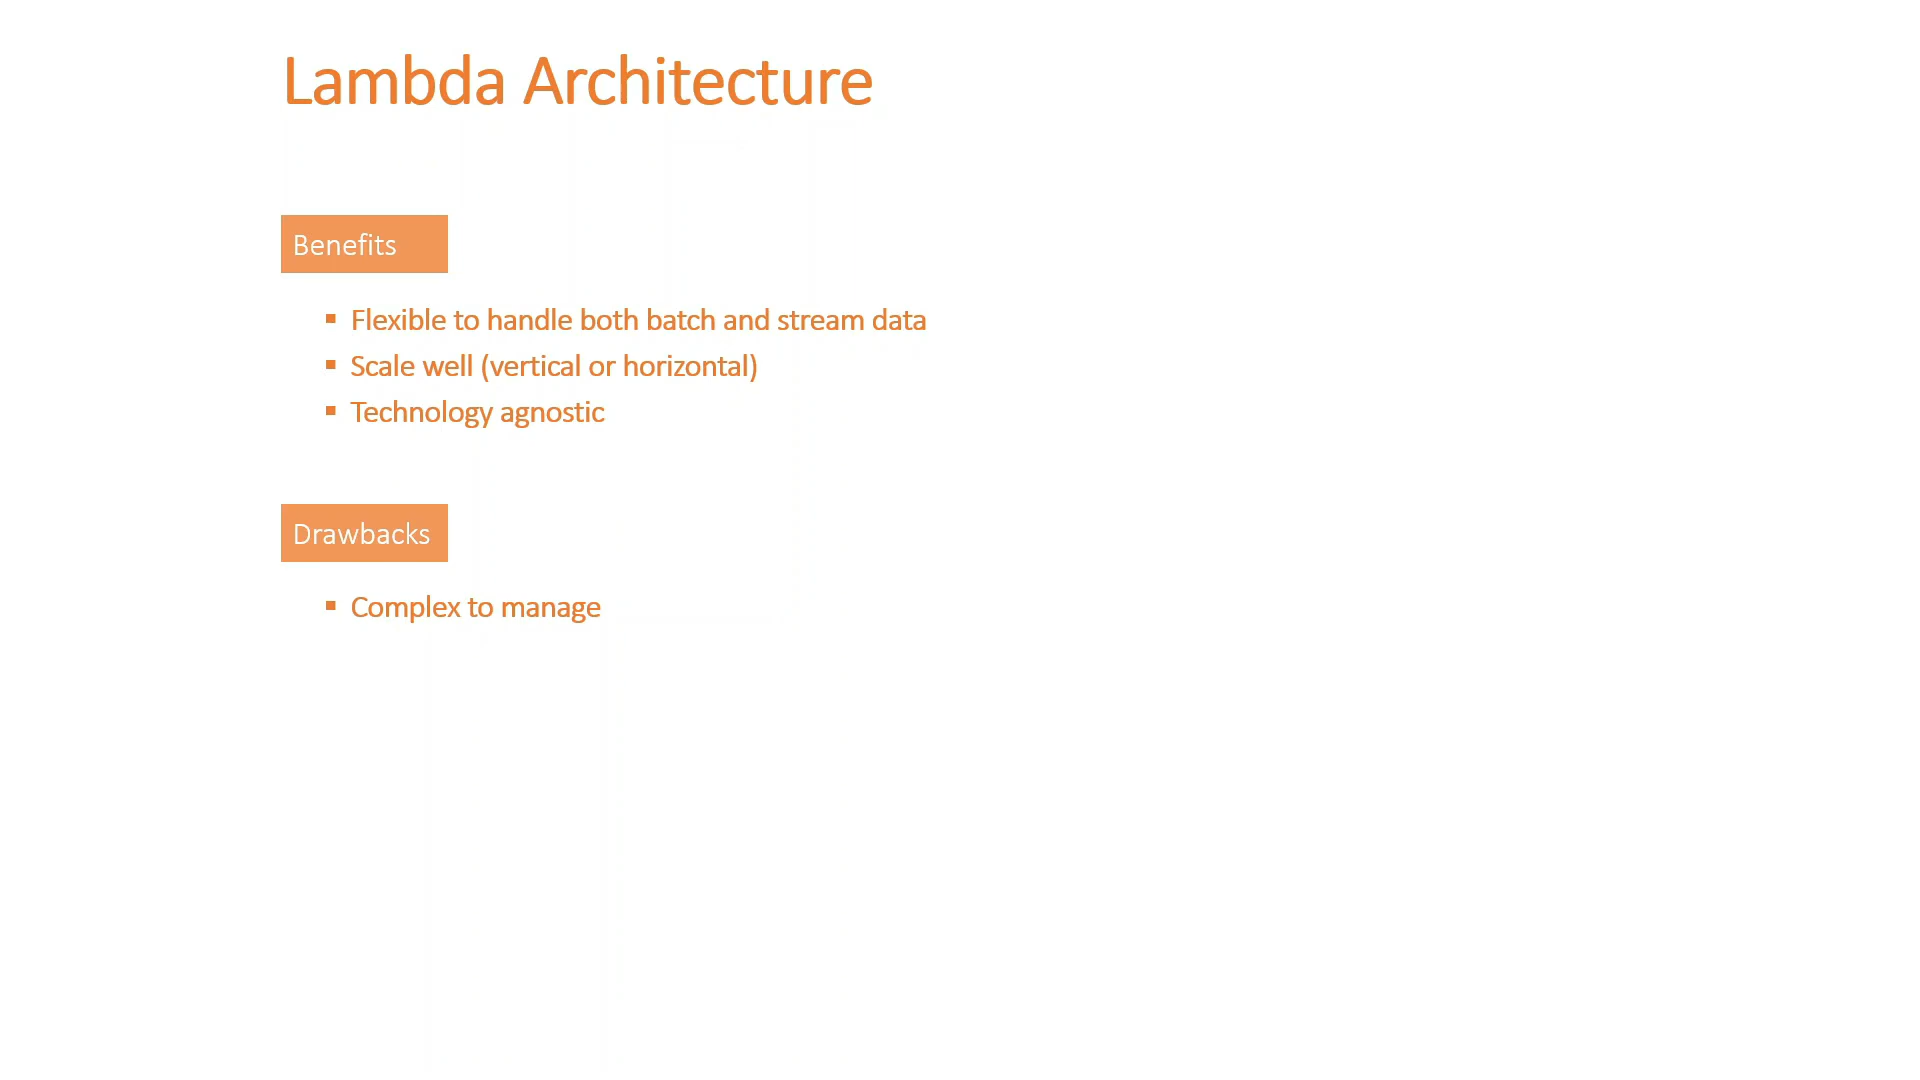 Lambda Architecture
Benefits
▪ Flexible to handle both batch and stream data
▪ Scale well (vertical or horizontal)
▪ Technology agnostic
Drawbacks
▪ Complex to manage